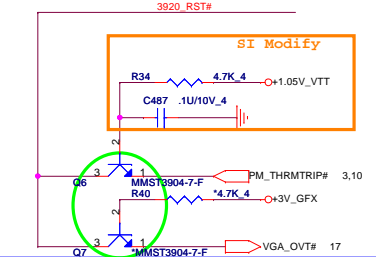 3920_RST#
SI Modify
R34 4.7K_4
+1.05V_VTT
C487 .1U/10V_4
2
3 1 PM_THRMTRIP# 3,10
Q6 MMST3904-7-F
R40 *4.7K_4
+3V_GFX
2
3 1 VGA_OVT# 17
Q7 *MMST3904-7-F